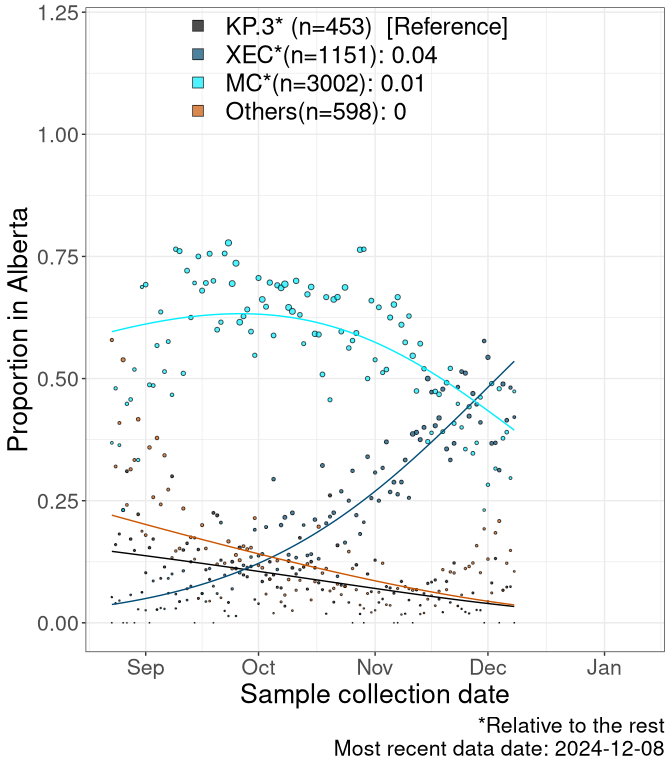 KP.3* (n=453)  [Reference]
XEC*(n=1151): 0.04
MC*(n=3002): 0.01
Others(n=598): 0
1.25
1.00
0.75
0.50
0.25
0.00
Proportion in Alberta
Sep Oct Nov Dec Jan
Sample collection date
*Relative to the rest
Most recent data date: 2024-12-08